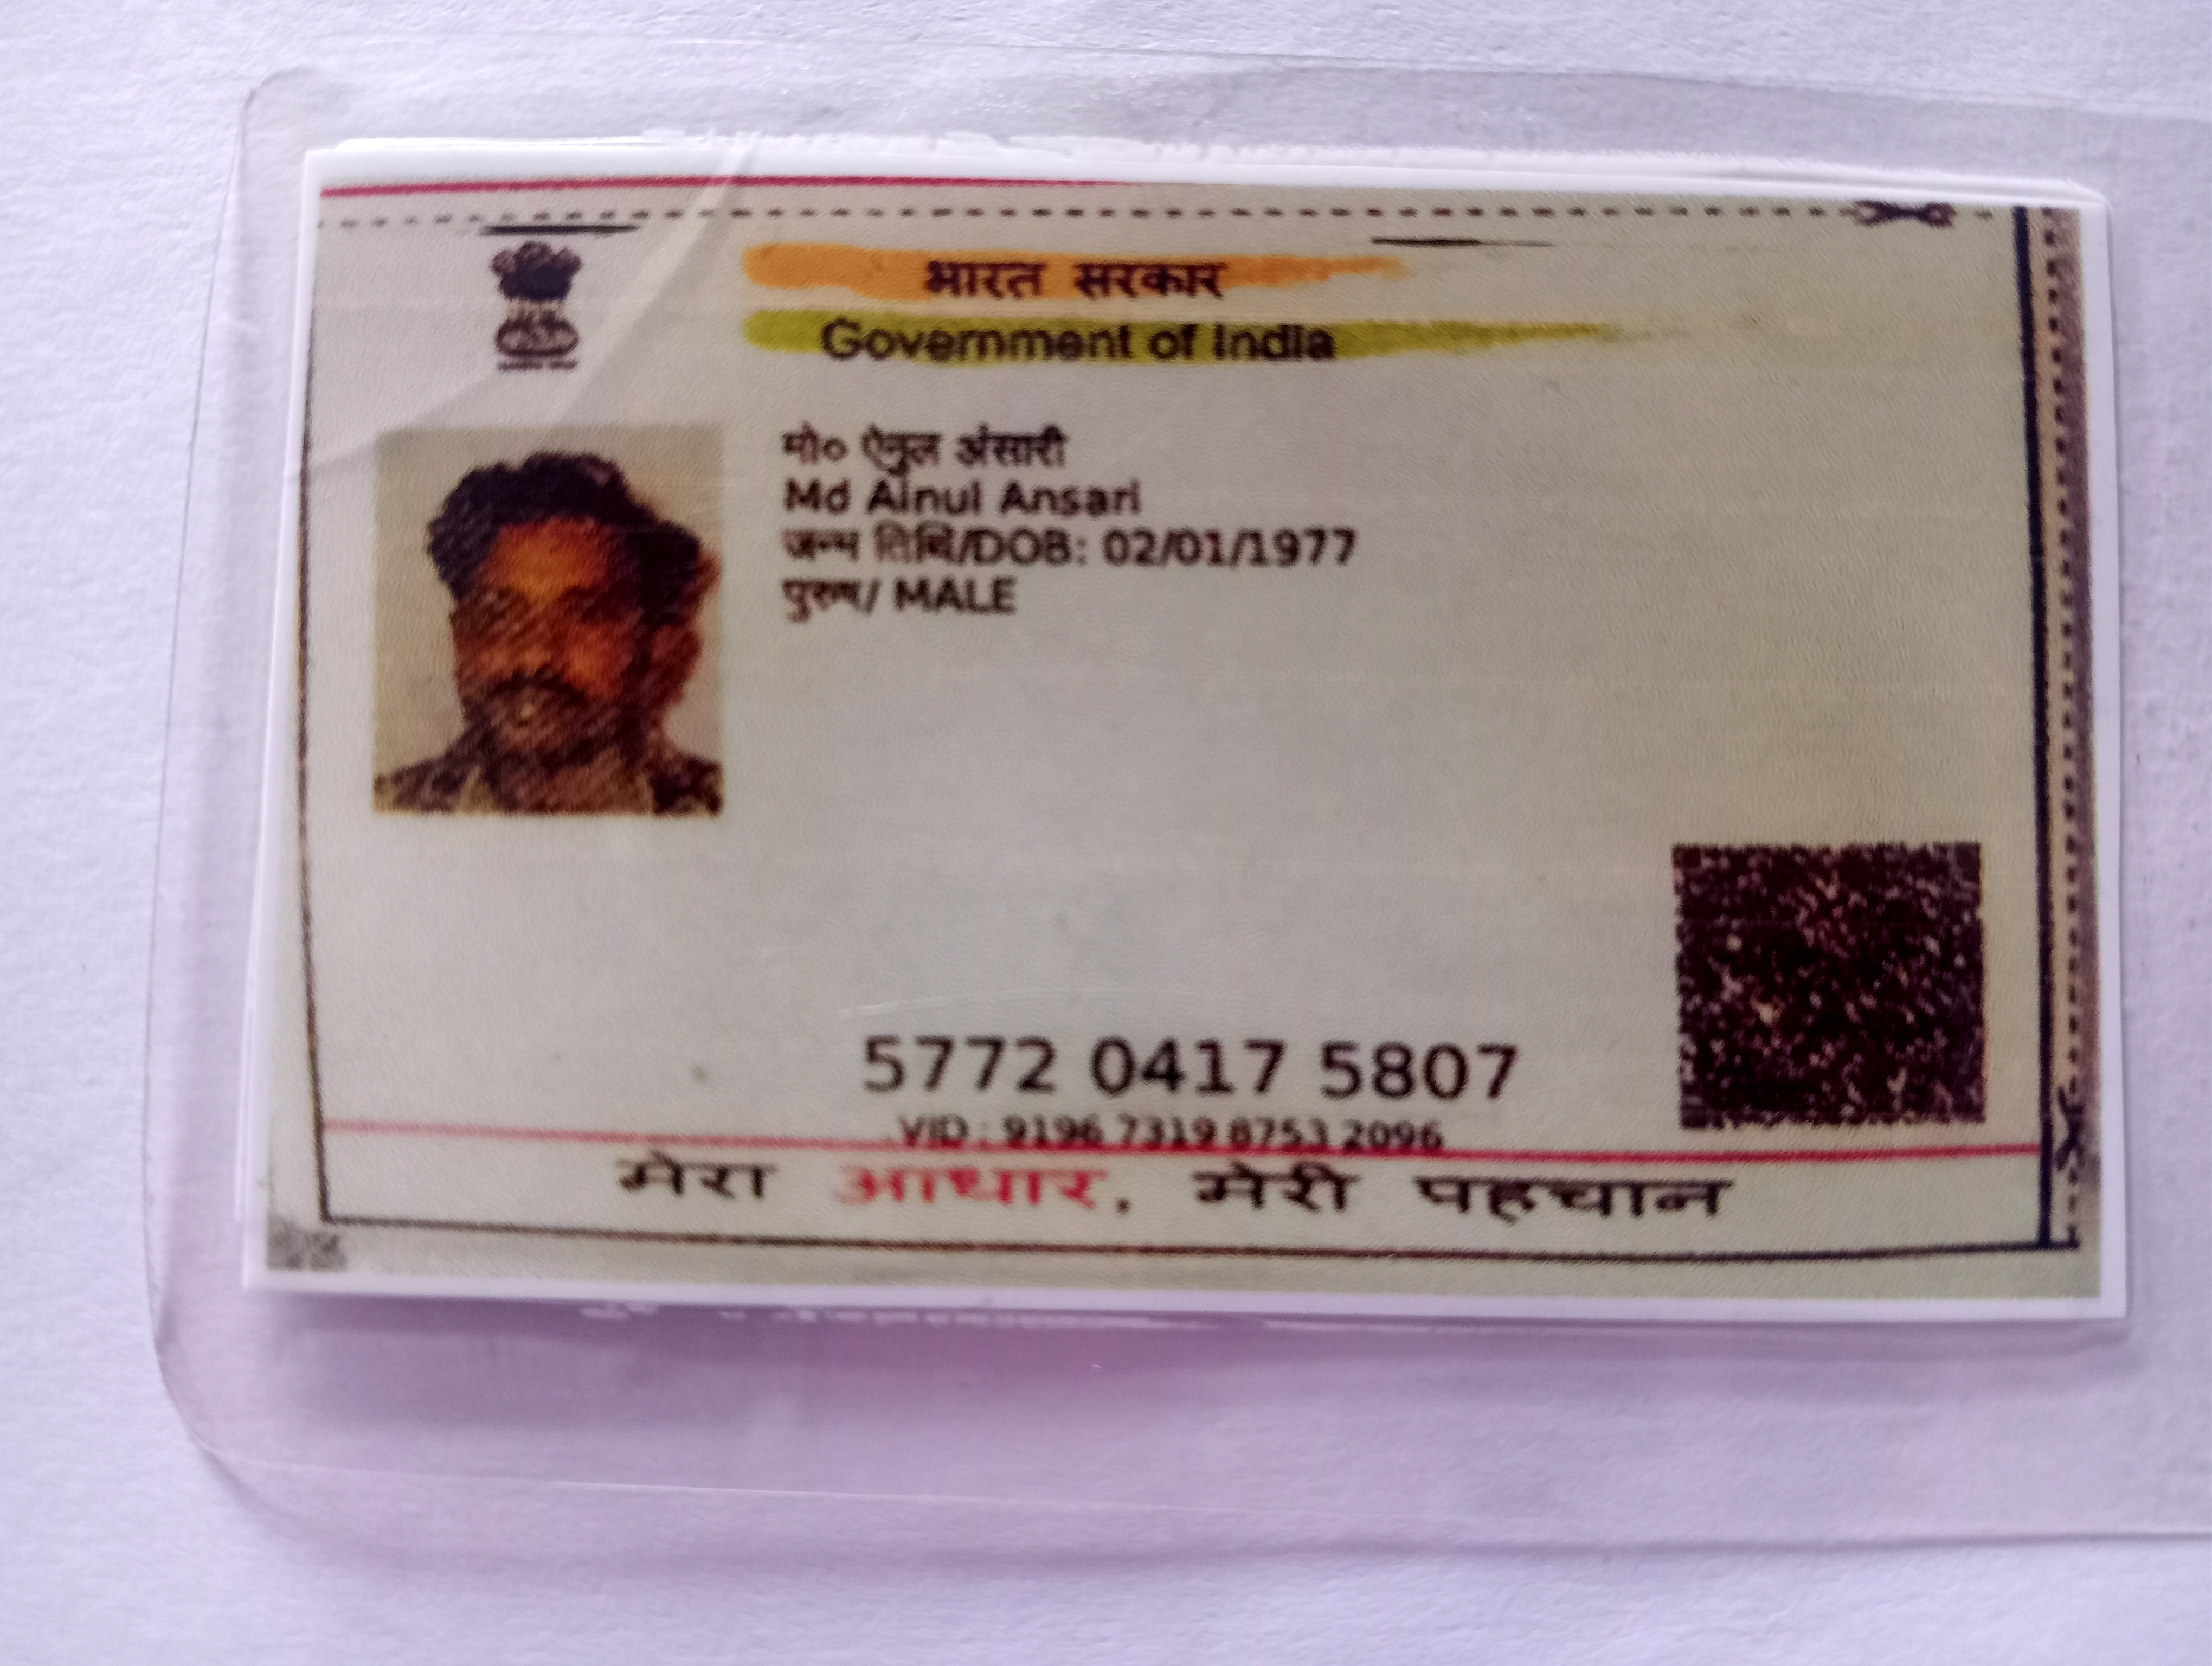 भारत सरकार
Government of India
मो० ऐनुल अंसारी
Md Ainul Ansari
जन्म तिथि/DOB: 02/01/1977
पुरुष/ MALE
5772 0417 5807
VID : 9196 7319 8753 2096
मेरा आधार, मेरी पहचान